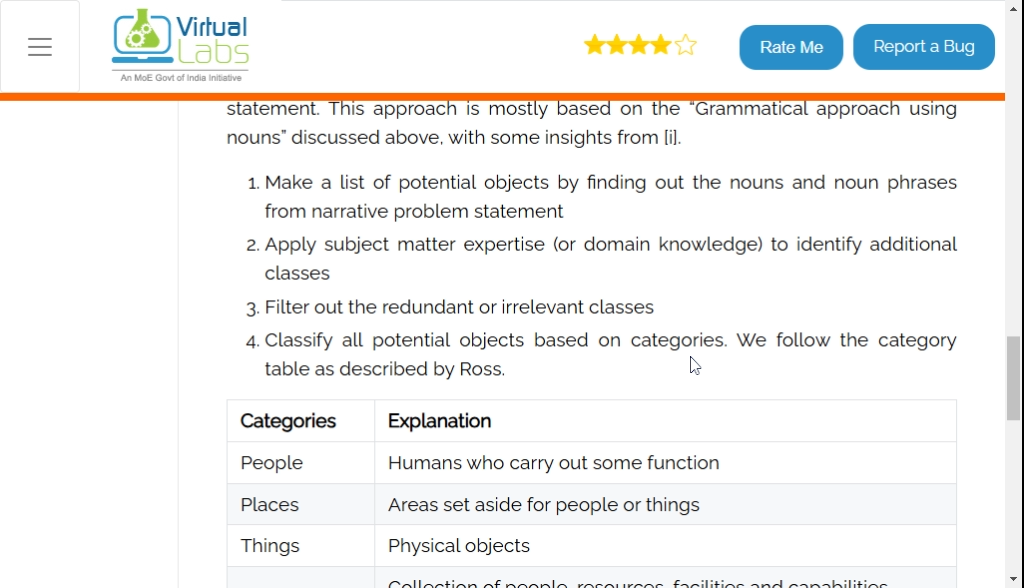 Virtual
Labs
An MoE Govt of India Initiative
Rate Me
Report a Bug
statement. This approach is mostly based on the “Grammatical approach using
nouns” discussed above, with some insights from [i].
1. Make a list of potential objects by finding out the nouns and noun phrases
from narrative problem statement
2. Apply subject matter expertise (or domain knowledge) to identify additional
classes
3. Filter out the redundant or irrelevant classes
4. Classify all potential objects based on categories. We follow the category
table as described by Ross.
Categories Explanation
People Humans who carry out some function
Places Areas set aside for people or things
Things Physical objects
Collection of people, resources, facilities and capabilities